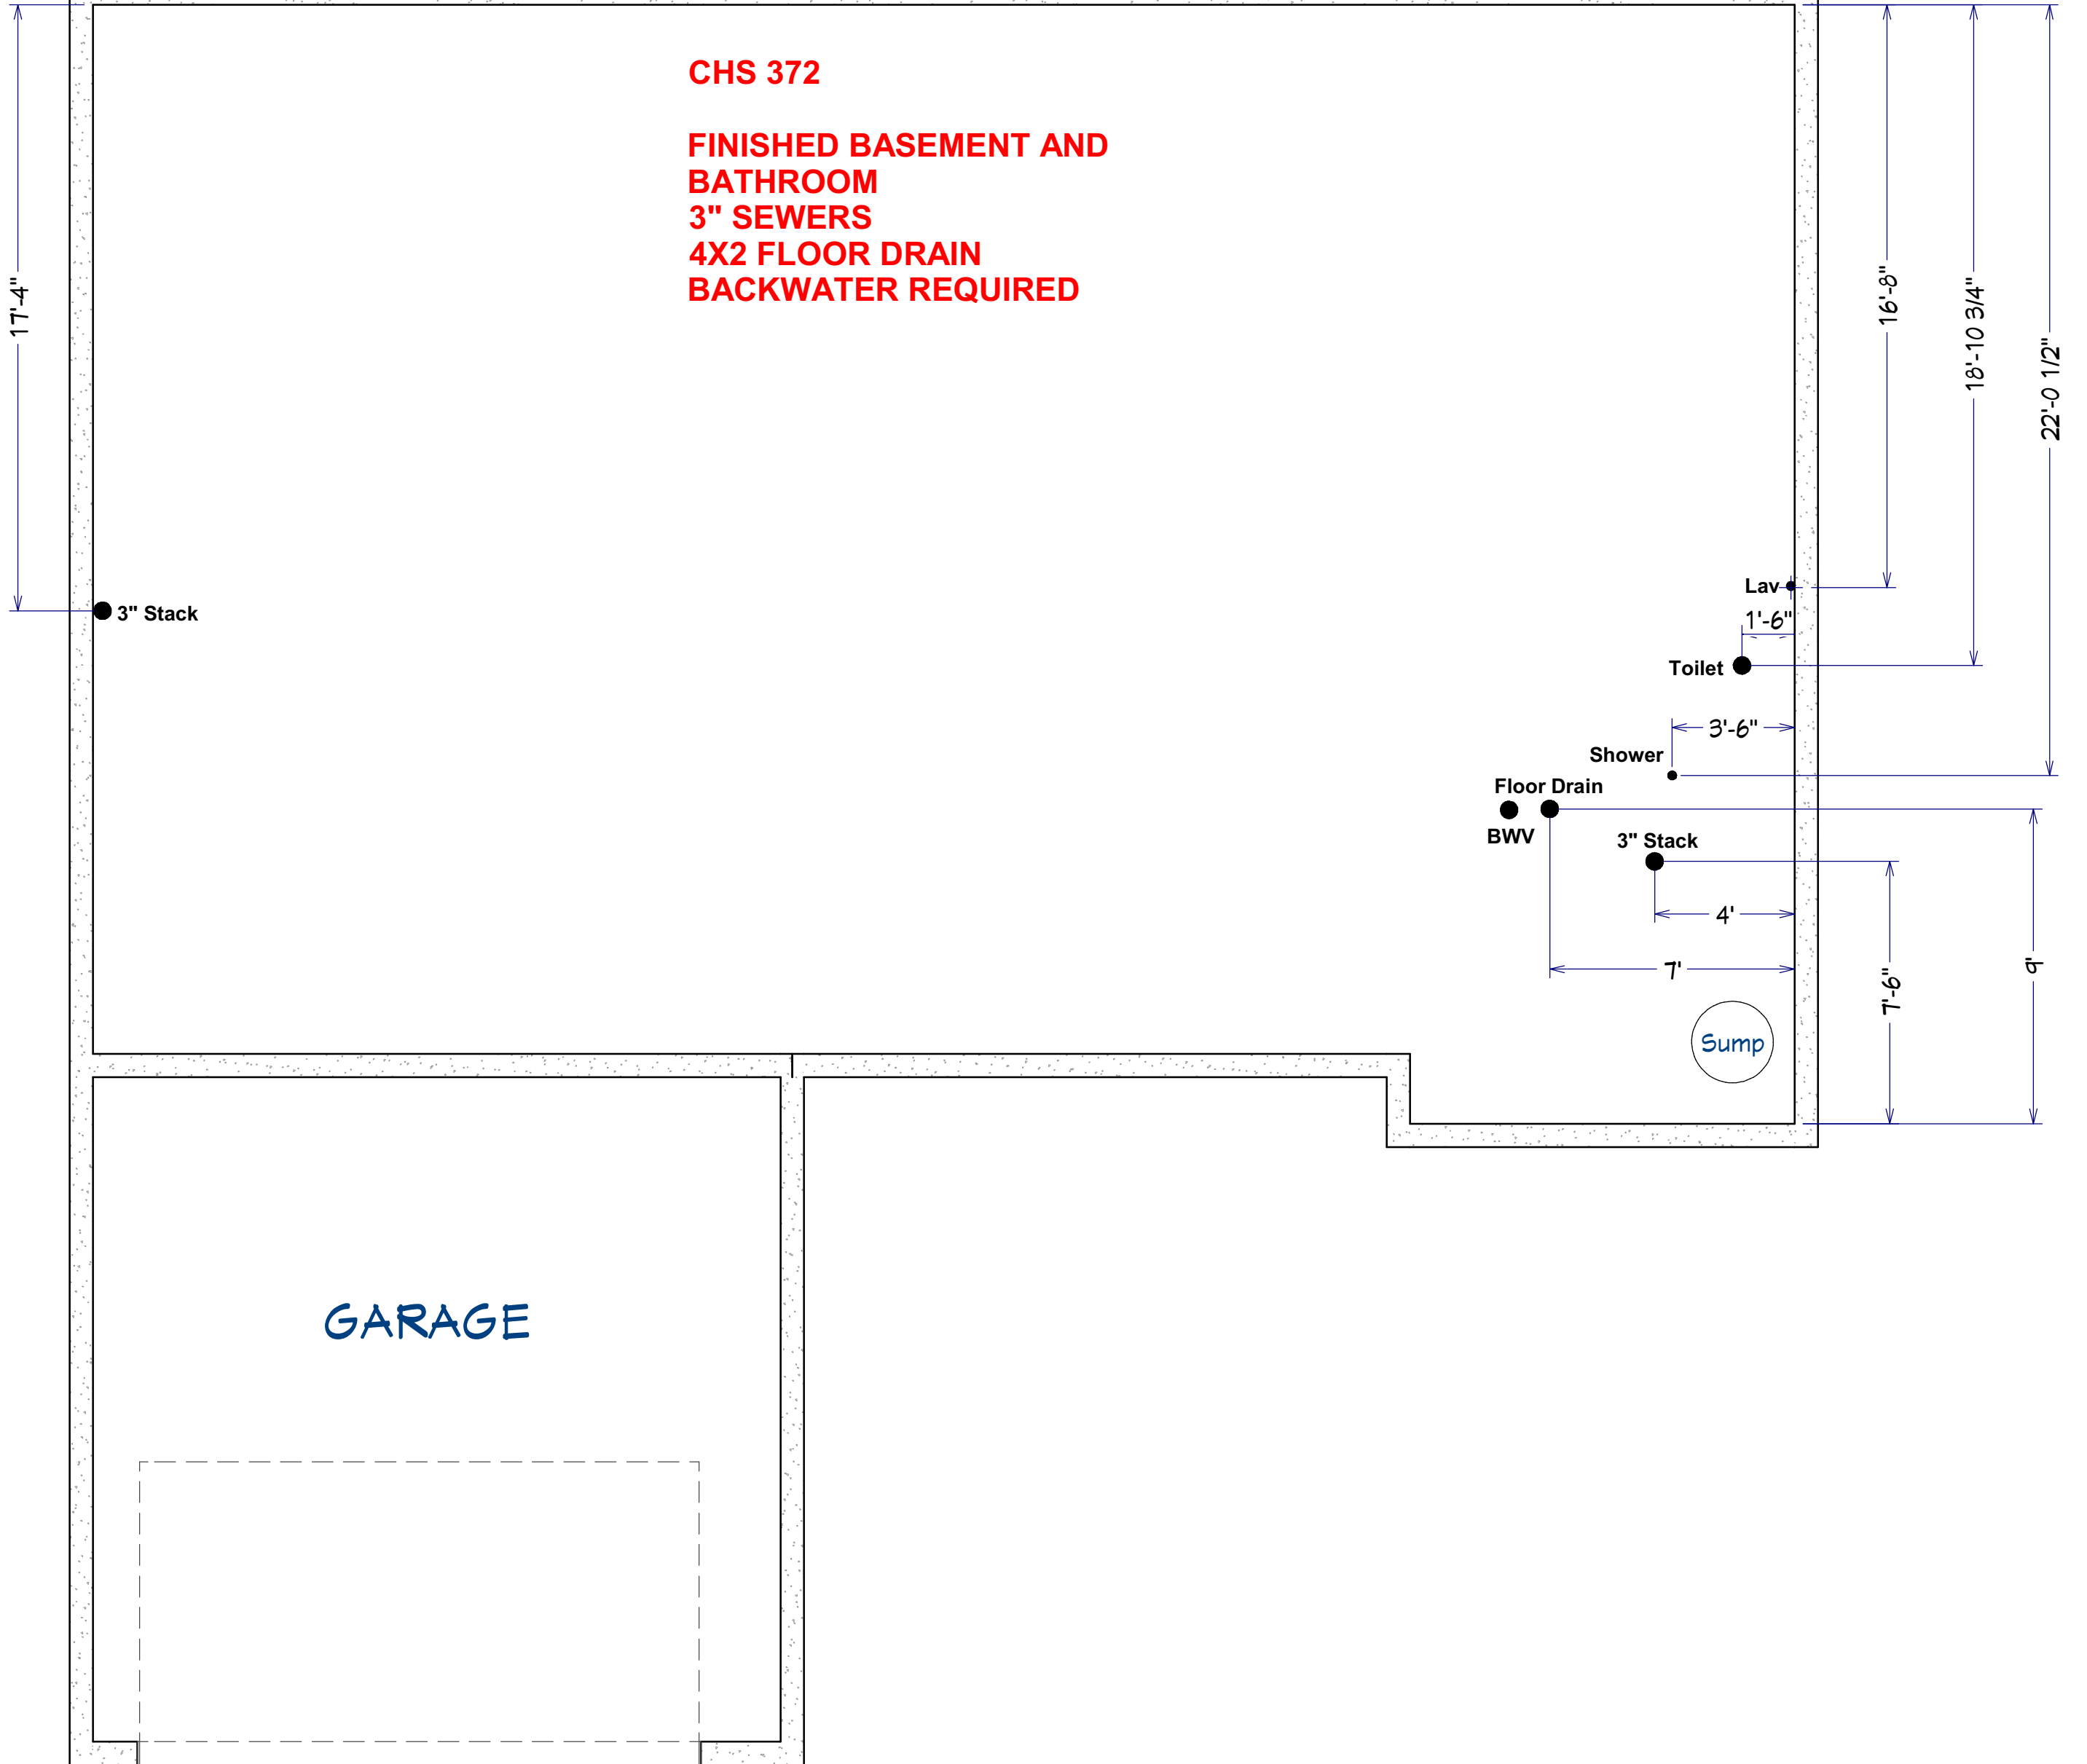 CHS 372
FINISHED BASEMENT AND
BATHROOM
3" SEWERS
4X2 FLOOR DRAIN
BACKWATER REQUIRED
17'-4"
16'-8"
18'-10 3/4"
22'-0 1/2"
3" Stack
Lav
1'-6"
Toilet
3'-6"
Shower
Floor Drain
BWV
3" Stack
4'
7'
9'
7'-6"
Sump
GARAGE